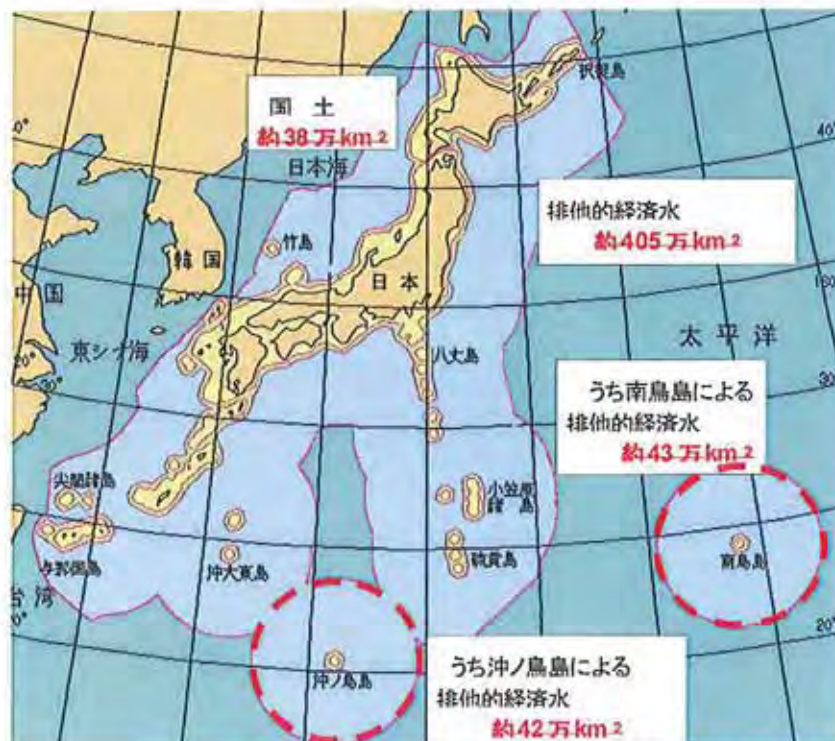 択捉島
国土
約38万km²
日本海
40°
排他的経済水
約405万km²
竹島
韓国
日本
中国
東シナ海
八丈島
太平洋
30°
30°
うち南鳥島による
排他的経済水
約43万km²
尖閣諸島
小笠原
諸島
与那国島
沖大東島
硫黄島
南鳥島
台湾
20°
沖ノ鳥島
うち沖ノ鳥島による
排他的経済水
約42万km²